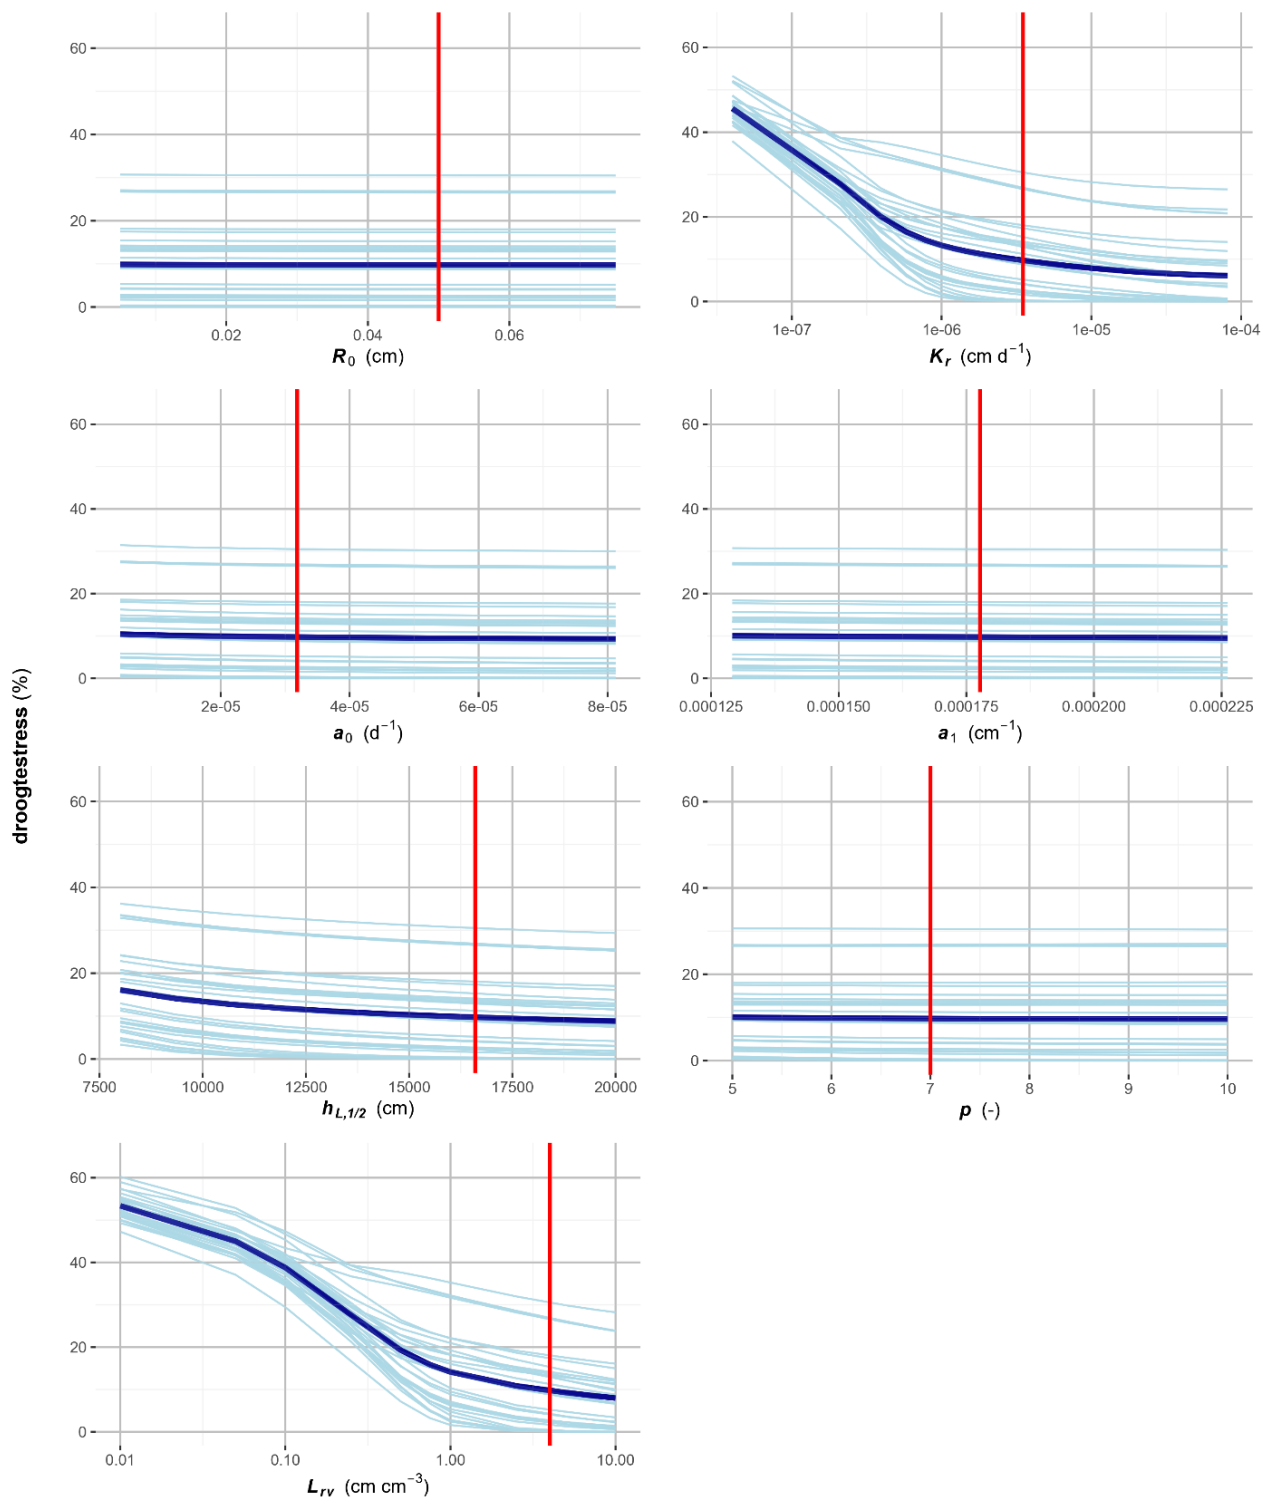 60
40
20
0
0.02 0.04 0.06
R₀ (cm)
60
40
20
0
1e-07 1e-06 1e-05 1e-04
Kᵣ (cm d⁻¹)
droogtestress (%)
60
40
20
0
2e-05 4e-05 6e-05 8e-05
a₀ (d⁻¹)
60
40
20
0
0.000125 0.000150 0.000175 0.000200 0.000225
a₁ (cm⁻¹)
60
40
20
0
7500 10000 12500 15000 17500 20000
h L,1/2 (cm)
60
40
20
0
5 6 7 8 9 10
p (-)
60
40
20
0
0.01 0.10 1.00 10.00
L rv (cm cm⁻³)